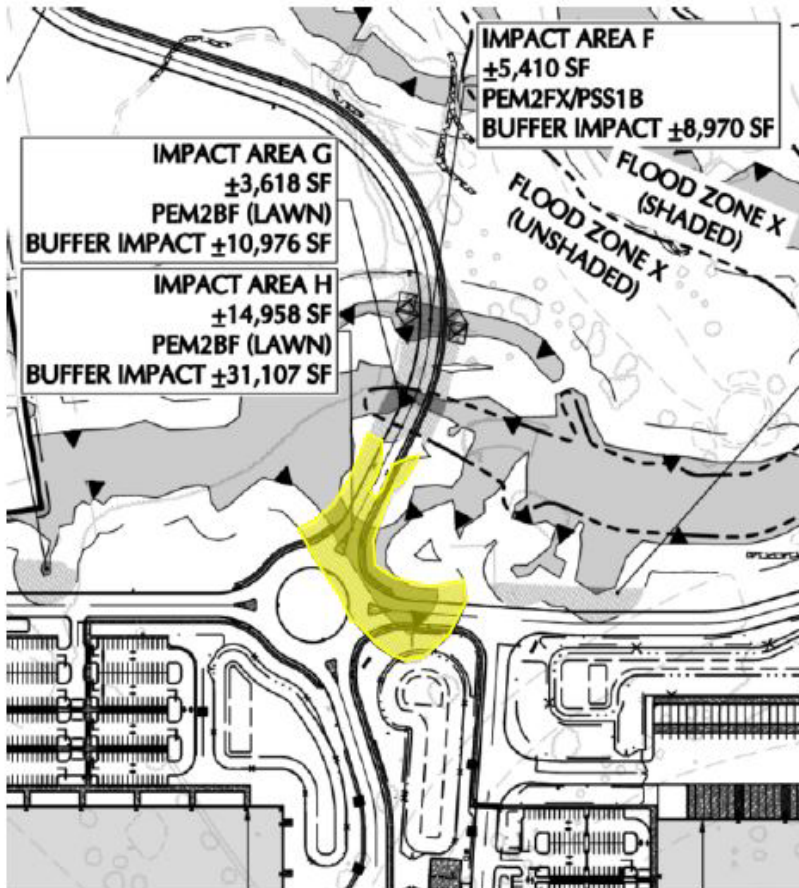 IMPACT AREA F
±5,410 SF
PEM2FX/PSS1B
BUFFER IMPACT ±8,970 SF
IMPACT AREA G
±3,618 SF
PEM2BF (LAWN)
BUFFER IMPACT ±10,976 SF
IMPACT AREA H
±14,958 SF
PEM2BF (LAWN)
BUFFER IMPACT ±31,107 SF
FLOOD ZONE X
(SHADED)
FLOOD ZONE X
(UNSHADED)